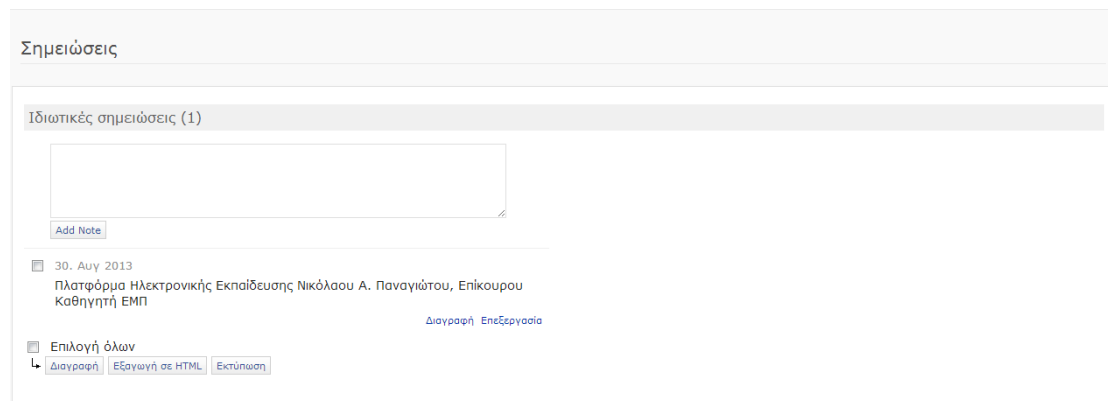 Σημειώσεις
Ιδιωτικές σημειώσεις (1)
Add Note
30. Αυγ 2013
Πλατφόρμα Ηλεκτρονικής Εκπαίδευσης Νικόλαου Α. Παναγιώτου, Επίκουρου
Καθηγητή ΕΜΠ
Διαγραφή Επεξεργασία
Επιλογή όλων
Διαγραφή Εξαγωγή σε HTML Εκτύπωση